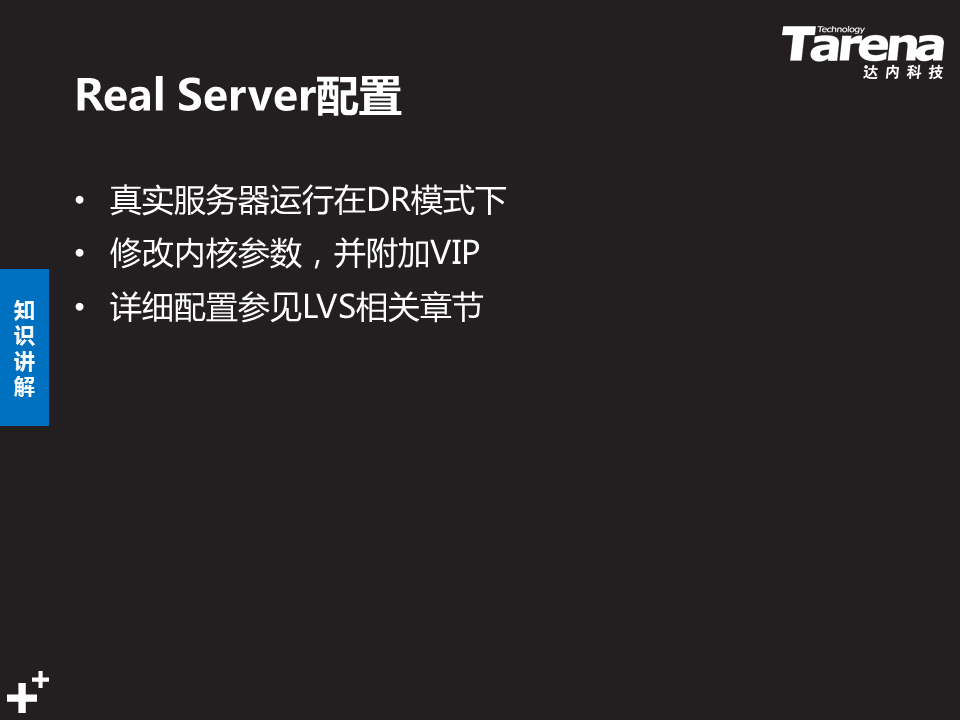 Technology
Tarena
达内科技
Real Server配置
• 真实服务器运行在DR模式下
• 修改内核参数，并附加VIP
• 详细配置参见LVS相关章节
知识讲解